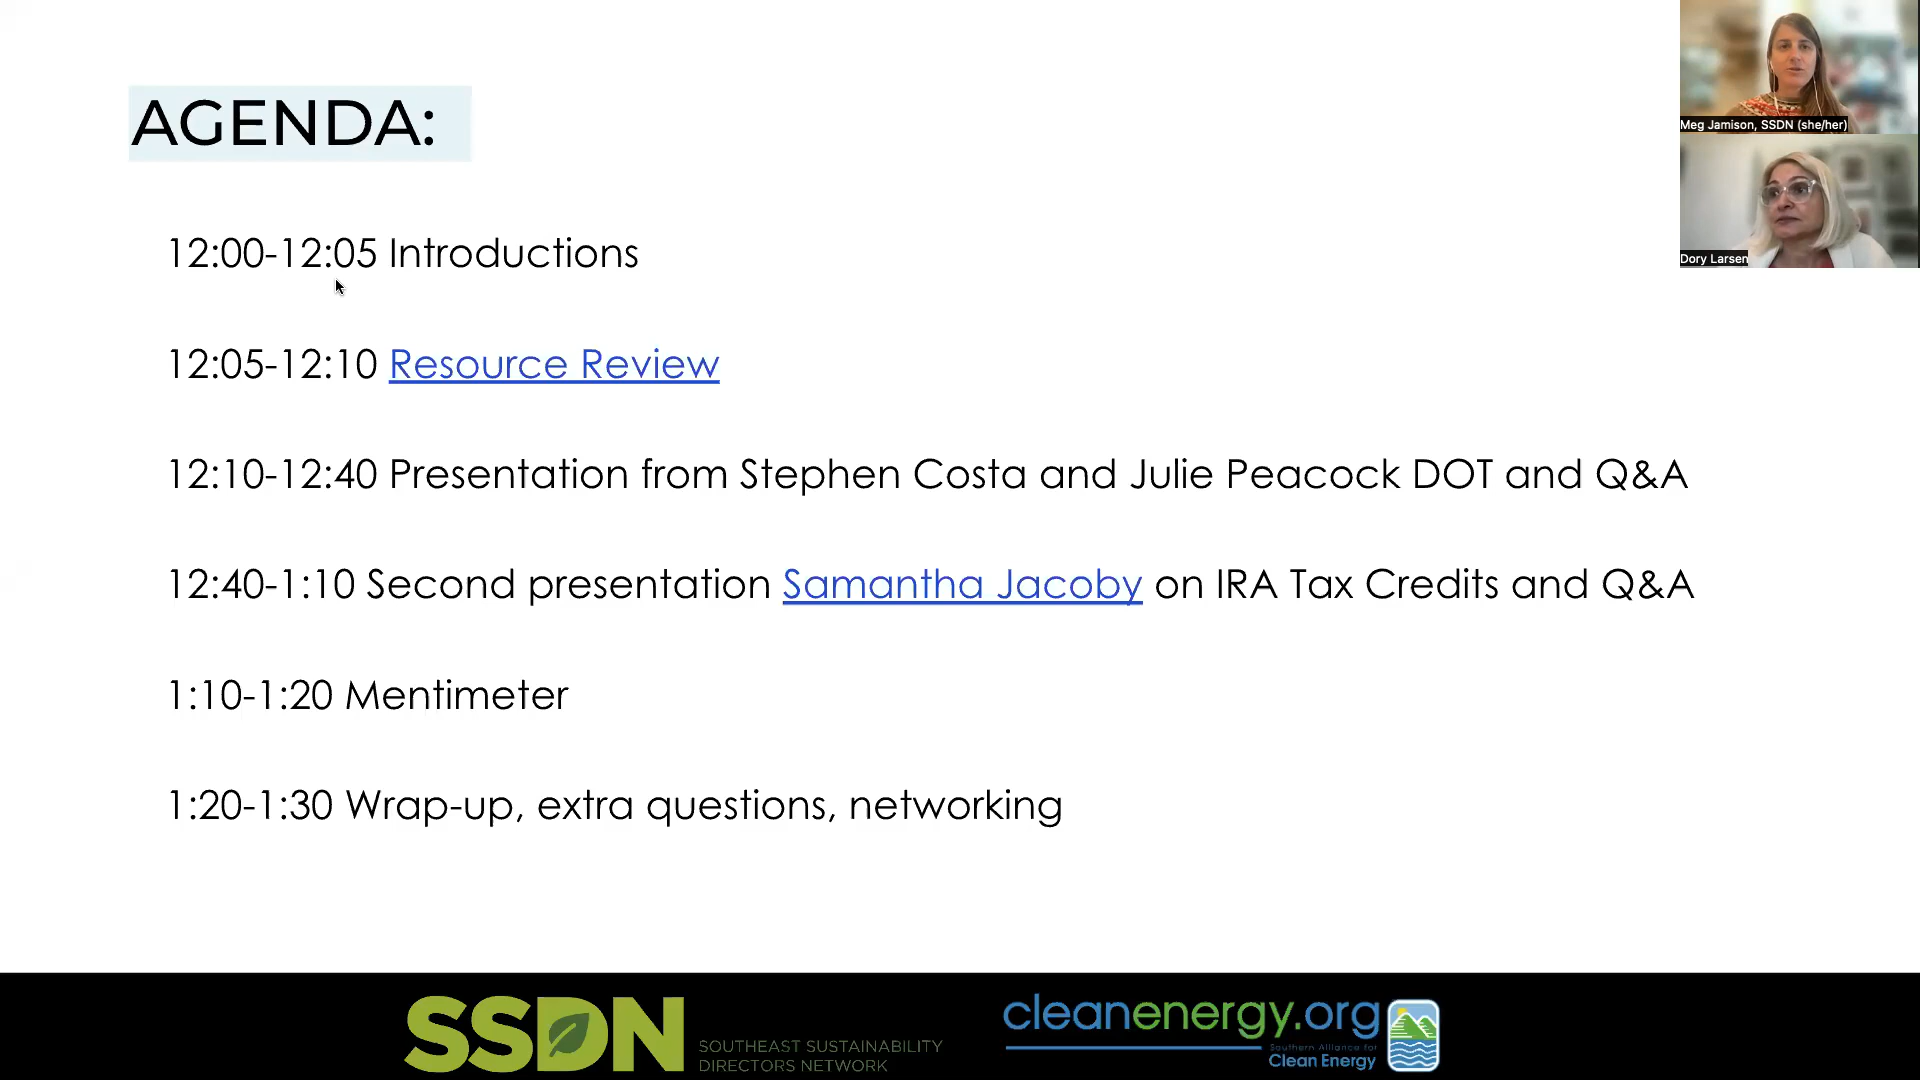 AGENDA:
12:00-12:05 Introductions
12:05-12:10 Resource Review
12:10-12:40 Presentation from Stephen Costa and Julie Peacock DOT and Q&A
12:40-1:10 Second presentation Samantha Jacoby on IRA Tax Credits and Q&A
1:10-1:20 Mentimeter
1:20-1:30 Wrap-up, extra questions, networking
Meg Jamison, SSDN (she/her)
Dory Larsen
SSDN
SOUTHEAST SUSTAINABILITY
DIRECTORS NETWORK
cleanenergy.org
Southern Alliance for
Clean Energy